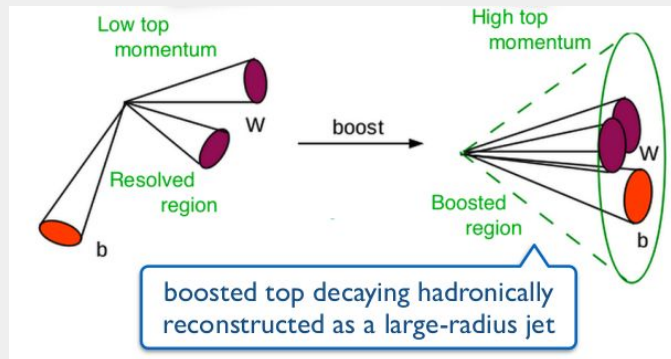 Low top
momentum
W
Resolved
region
b
boost
High top
momentum
W
Boosted
region
b
boosted top decaying hadronically
reconstructed as a large-radius jet